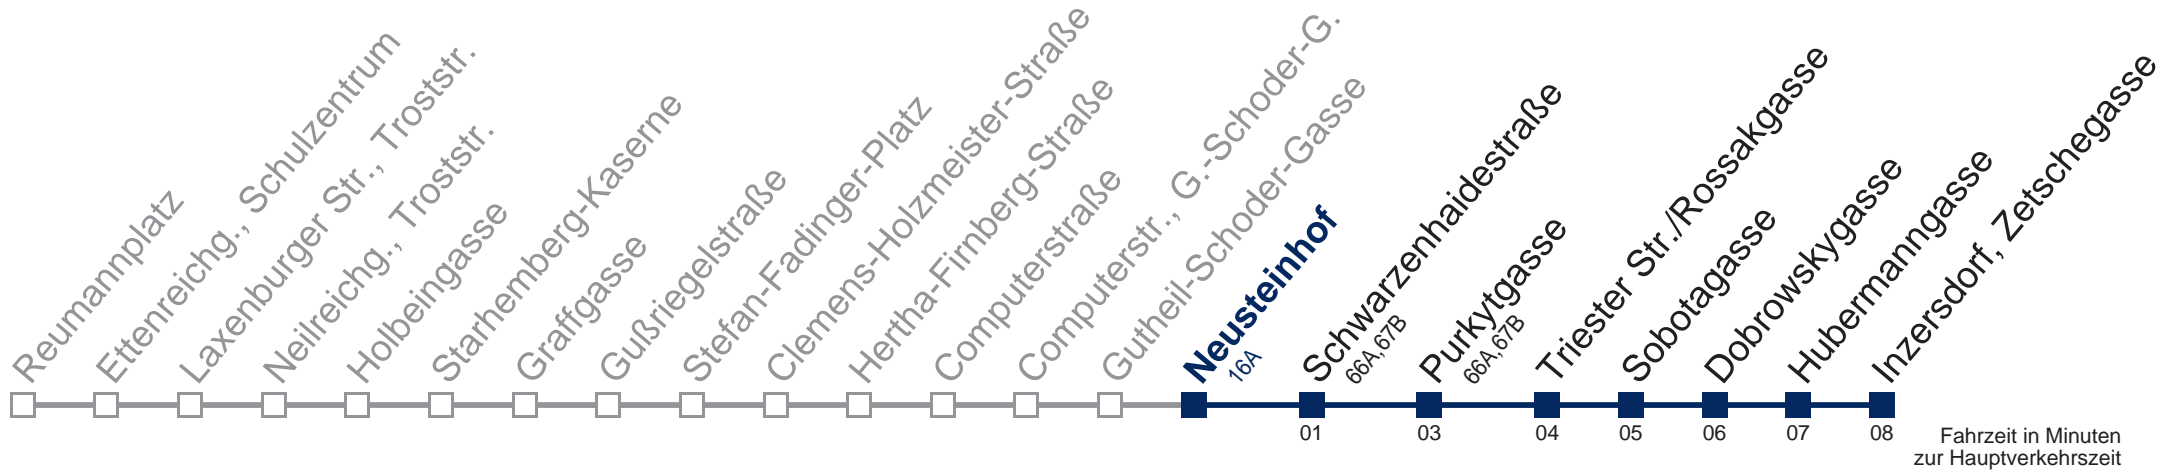 Reumannplatz
Ettenreichg., Schulzentrum
Laxenburger Str., Troststr.
Neilreichg., Troststr.
Holbeingasse
Starhemberg-Kaserne
Graffgasse
Gußriegelstraße
Stefan-Fadinger-Platz
Clemens-Holzmeister-Straße
Hertha-Firnberg-Straße
Computerstraße
Computerstr., G.-Schoder-G.
Gutheil-Schoder-Gasse
Neusteinhof
16A
Schwarzenhaidestraße
66A,67B
Purkytgasse
66A,67B
Triester Str./Rossakgasse
Sobotagasse
Dobrowskygasse
Hubermanngasse
Inzersdorf, Zetschegasse
01
03
04
05
06
07
08
Fahrzeit in Minuten
zur Hauptverkehrszeit